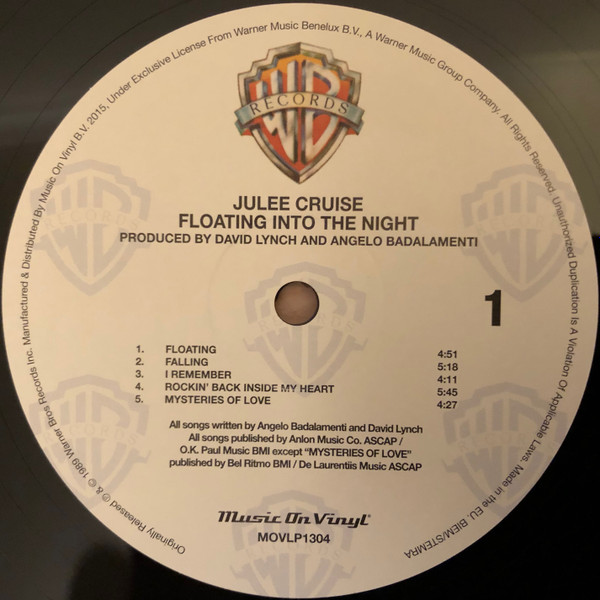 WB
RECORDS
JULEE CRUISE
FLOATING INTO THE NIGHT
PRODUCED BY DAVID LYNCH AND ANGELO BADALAMENTI
1
1. FLOATING 4:51
2. FALLING 5:18
3. I REMEMBER 4:11
4. ROCKIN' BACK INSIDE MY HEART 5:45
5. MYSTERIES OF LOVE 4:27
All songs written by Angelo Badalamenti and David Lynch
All songs published by Anlon Music Co. ASCAP /
O.K. Paul Music BMI except "MYSTERIES OF LOVE"
published by Bel Ritmo BMI / De Laurentiis Music ASCAP
Music On Vinyl®
MOVLP1304
Originally Released ℗ & © 1989 Warner Bros Records Inc. Manufactured & Distributed By Music On Vinyl B.V. 2015, Under Exclusive License From Warner Music Benelux B.V., A Warner Music Group Company. All Rights Reserved. Unauthorized Duplication Is A Violation Of Applicable Laws. Made in the EU. BIEM/STEMRA